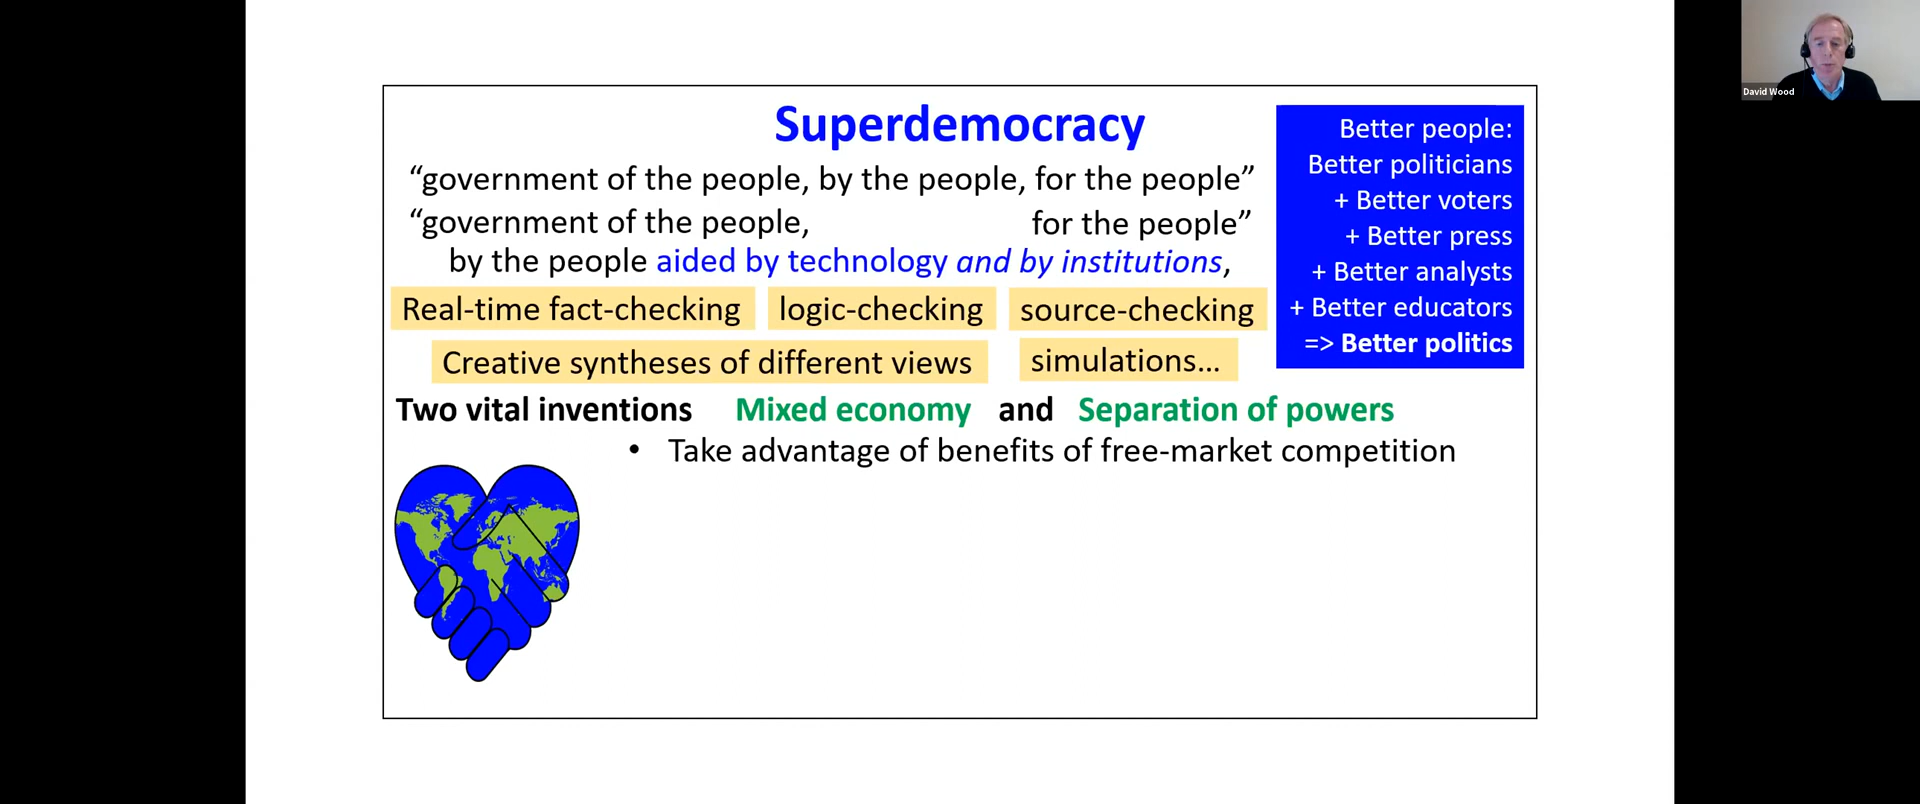 Superdemocracy
“government of the people, by the people, for the people”
“government of the people, for the people”
by the people aided by technology and by institutions,
Real-time fact-checking logic-checking source-checking
Creative syntheses of different views simulations...
Better people:
Better politicians
+ Better voters
+ Better press
+ Better analysts
+ Better educators
=> Better politics
Two vital inventions Mixed economy and Separation of powers
• Take advantage of benefits of free-market competition
David Wood